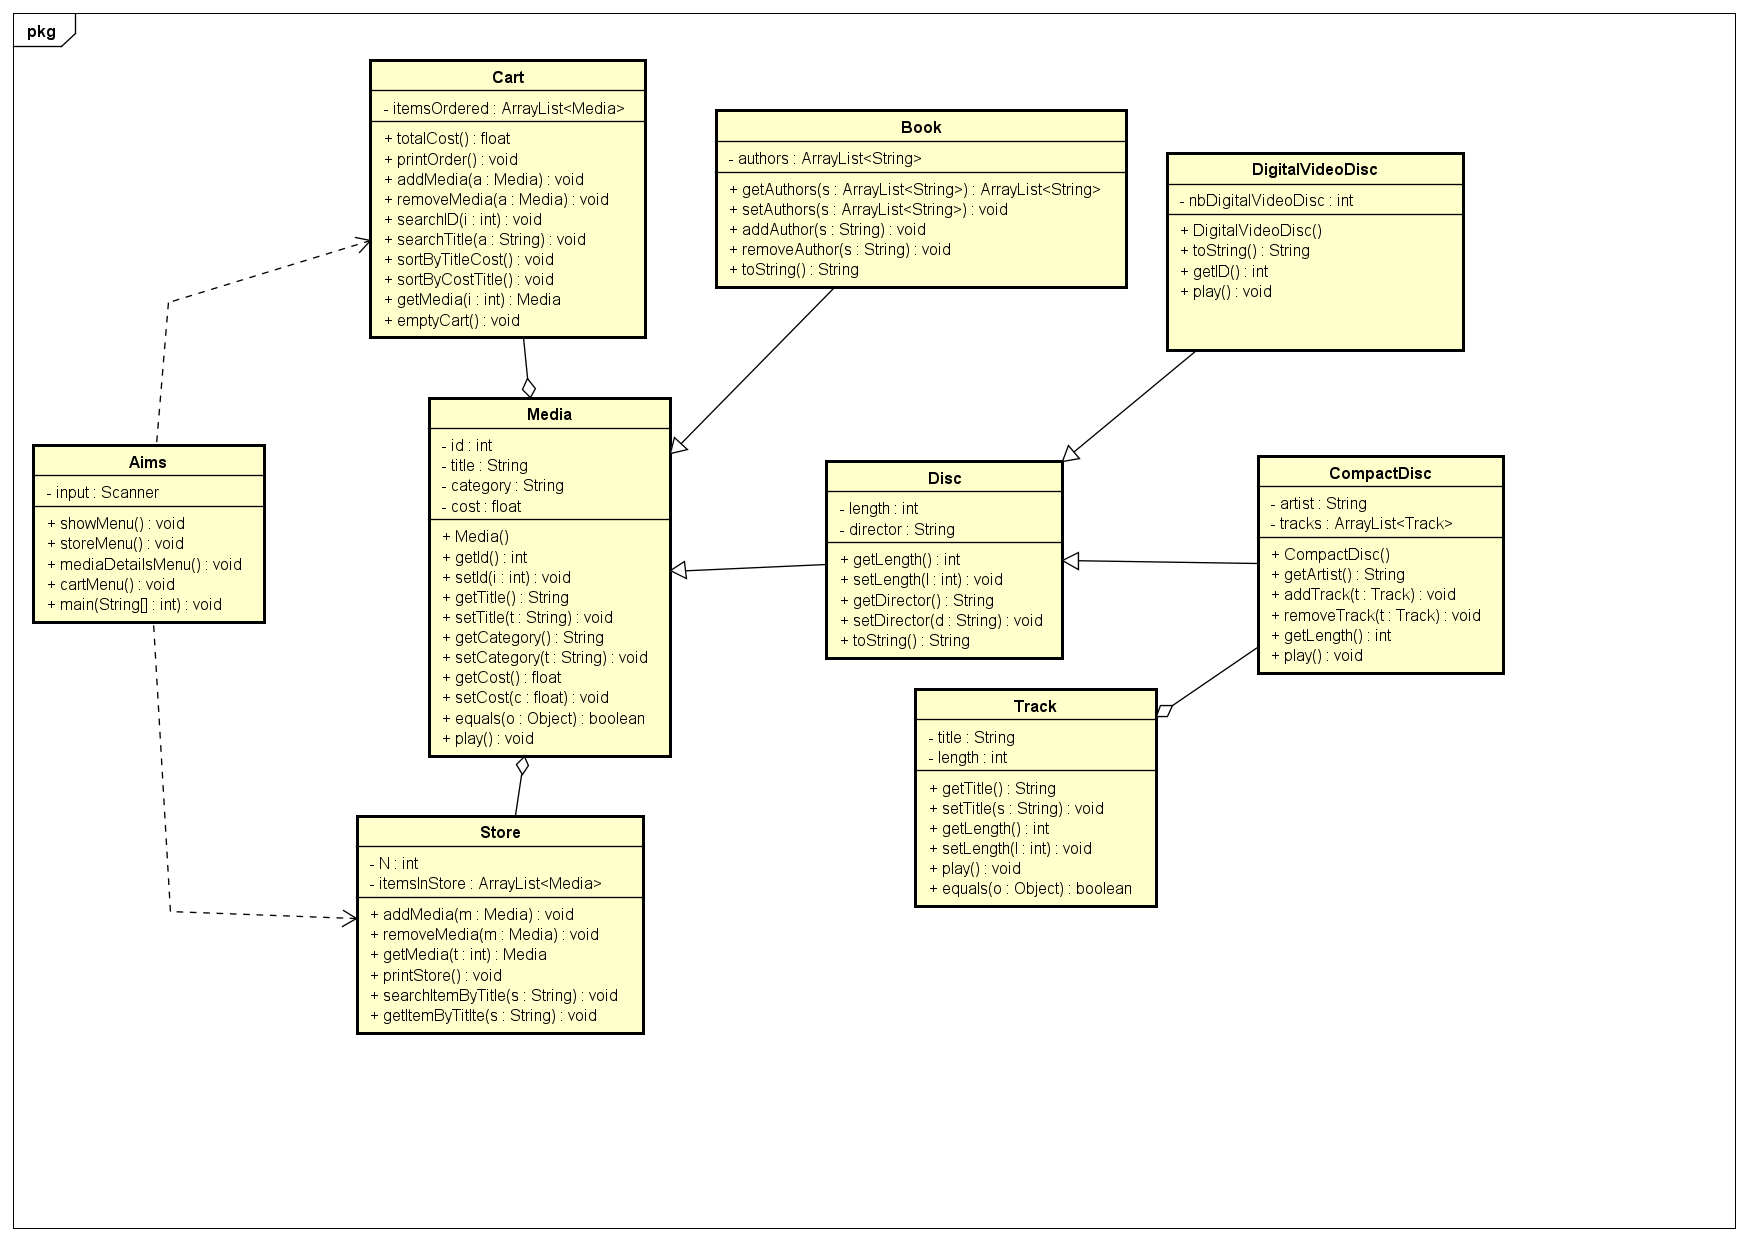 pkg
Cart
- itemsOrdered : ArrayList<Media>
+ totalCost() : float
+ printOrder() : void
+ addMedia(a : Media) : void
+ removeMedia(a : Media) : void
+ searchID(i : int) : void
+ searchTitle(a : String) : void
+ sortByTitleCost() : void
+ sortByCostTitle() : void
+ getMedia(i : int) : Media
+ emptyCart() : void
Book
- authors : ArrayList<String>
+ getAuthors(s : ArrayList<String>) : ArrayList<String>
+ setAuthors(s : ArrayList<String>) : void
+ addAuthor(s : String) : void
+ removeAuthor(s : String) : void
+ toString() : String
DigitalVideoDisc
- nbDigitalVideoDisc : int
+ DigitalVideoDisc()
+ toString() : String
+ getID() : int
+ play() : void
Aims
- input : Scanner
+ showMenu() : void
+ storeMenu() : void
+ mediaDetailsMenu() : void
+ cartMenu() : void
+ main(String[] : int) : void
Media
- id : int
- title : String
- category : String
- cost : float
+ Media()
+ getId() : int
+ setId(i : int) : void
+ getTitle() : String
+ setTitle(t : String) : void
+ getCategory() : String
+ setCategory(t : String) : void
+ getCost() : float
+ setCost(c : float) : void
+ equals(o : Object) : boolean
+ play() : void
Disc
- length : int
- director : String
+ getLength() : int
+ setLength(l : int) : void
+ getDirector() : String
+ setDirector(d : String) : void
+ toString() : String
CompactDisc
- artist : String
- tracks : ArrayList<Track>
+ CompactDisc()
+ getArtist() : String
+ addTrack(t : Track) : void
+ removeTrack(t : Track) : void
+ getLength() : int
+ play() : void
Track
- title : String
- length : int
+ getTitle() : String
+ setTitle(s : String) : void
+ getLength() : int
+ setLength(l : int) : void
+ play() : void
+ equals(o : Object) : boolean
Store
- N : int
- itemsInStore : ArrayList<Media>
+ addMedia(m : Media) : void
+ removeMedia(m : Media) : void
+ getMedia(t : int) : Media
+ printStore() : void
+ searchItemByTitle(s : String) : void
+ getItemByTitlte(s : String) : void